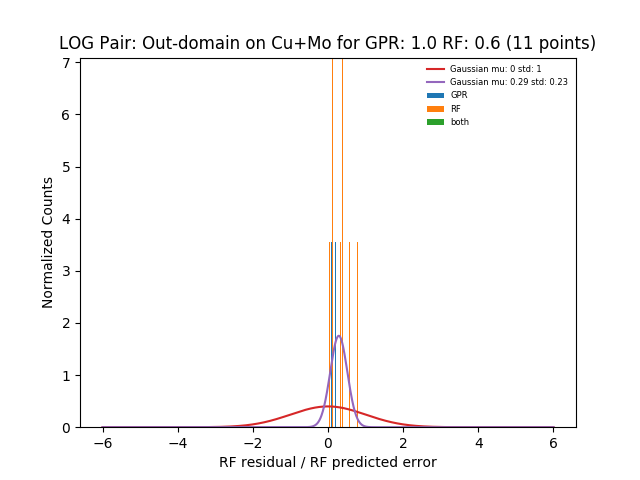 LOG Pair: Out-domain on Cu+Mo for GPR: 1.0 RF: 0.6 (11 points)
Gaussian mu: 0 std: 1
Gaussian mu: 0.29 std: 0.23
GPR
RF
both
Normalized Counts
7
6
5
4
3
2
1
0
−6
−4
−2
0
2
4
6
RF residual / RF predicted error